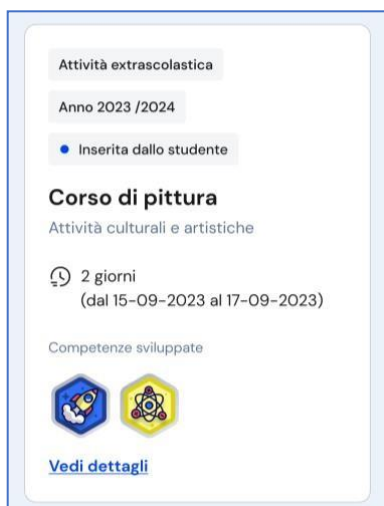 Attività extrascolastica
Anno 2023 /2024
Inserita dallo studente
Corso di pittura
Attività culturali e artistiche
2 giorni
(dal 15-09-2023 al 17-09-2023)
Competenze sviluppate
Vedi dettagli